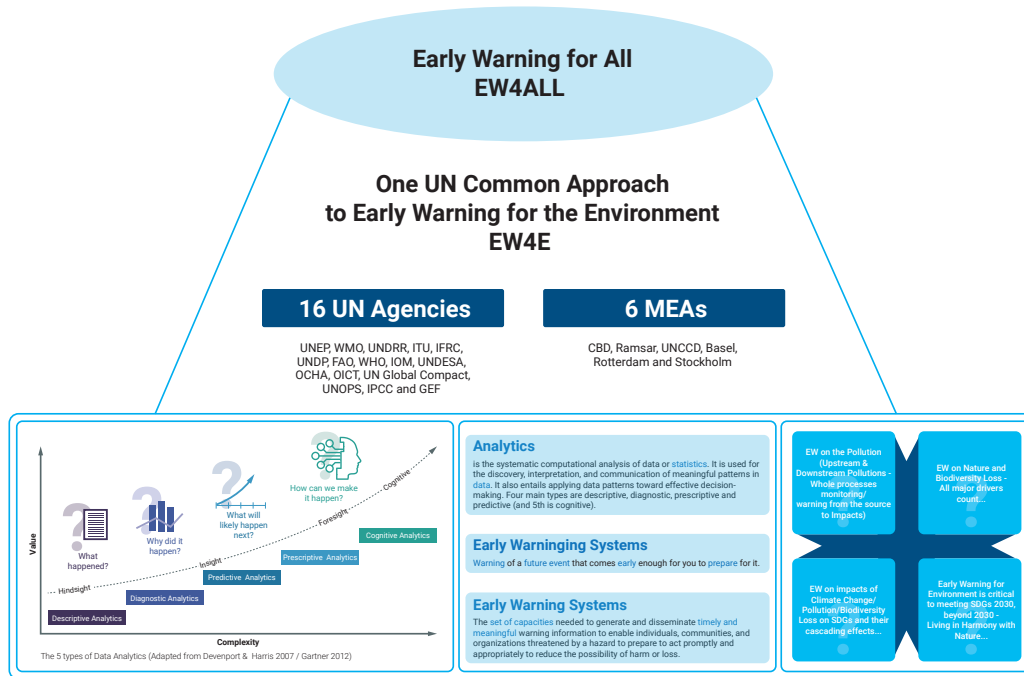 Early Warning for All
EW4ALL
One UN Common Approach
to Early Warning for the Environment
EW4E
16 UN Agencies
UNEP, WMO, UNDRR, ITU, IFRC,
UNDP, FAO, WHO, IOM, UNDESA,
OCHA, OICT, UN Global Compact,
UNOPS, IPCC and GEF
6 MEAs
CBD, Ramsar, UNCCD, Basel,
Rotterdam and Stockholm
Value
?
What
happened?
?
Why did it
happen?
?
What will
likely happen
next?
?
How can we make
it happen?
Hindsight
Insight
Foresight
Cognitive
Descriptive Analytics
Diagnostic Analytics
Predictive Analytics
Prescriptive Analytics
Cognitive Analytics
Complexity
The 5 types of Data Analytics (Adapted from Devenport & Harris 2007 / Gartner 2012)
Analytics
is the systematic computational analysis of data or statistics. It is used for
the discovery, interpretation, and communication of meaningful patterns in
data. It also entails applying data patterns toward effective decision-
making. Four main types are descriptive, diagnostic, prescriptive and
predictive (and 5th is cognitive).
Early Warninging Systems
Warning of a future event that comes early enough for you to prepare for it.
Early Warning Systems
The set of capacities needed to generate and disseminate timely and
meaningful warning information to enable individuals, communities, and
organizations threatened by a hazard to prepare to act promptly and
appropriately to reduce the possibility of harm or loss.
?
EW on the Pollution
(Upstream &
Downstream Pollutions -
Whole processes
monitoring/
warning from the source
to Impacts)
?
EW on Nature and
Biodiversity Loss -
All major drivers
count...
?
EW on impacts of
Climate Change/
Pollution/Biodiversity
Loss on SDGs and their
cascading effects...
?
Early Warning for
Environment is critical
to meeting SDGs 2030,
beyond 2030 -
Living in Harmony with
Nature...